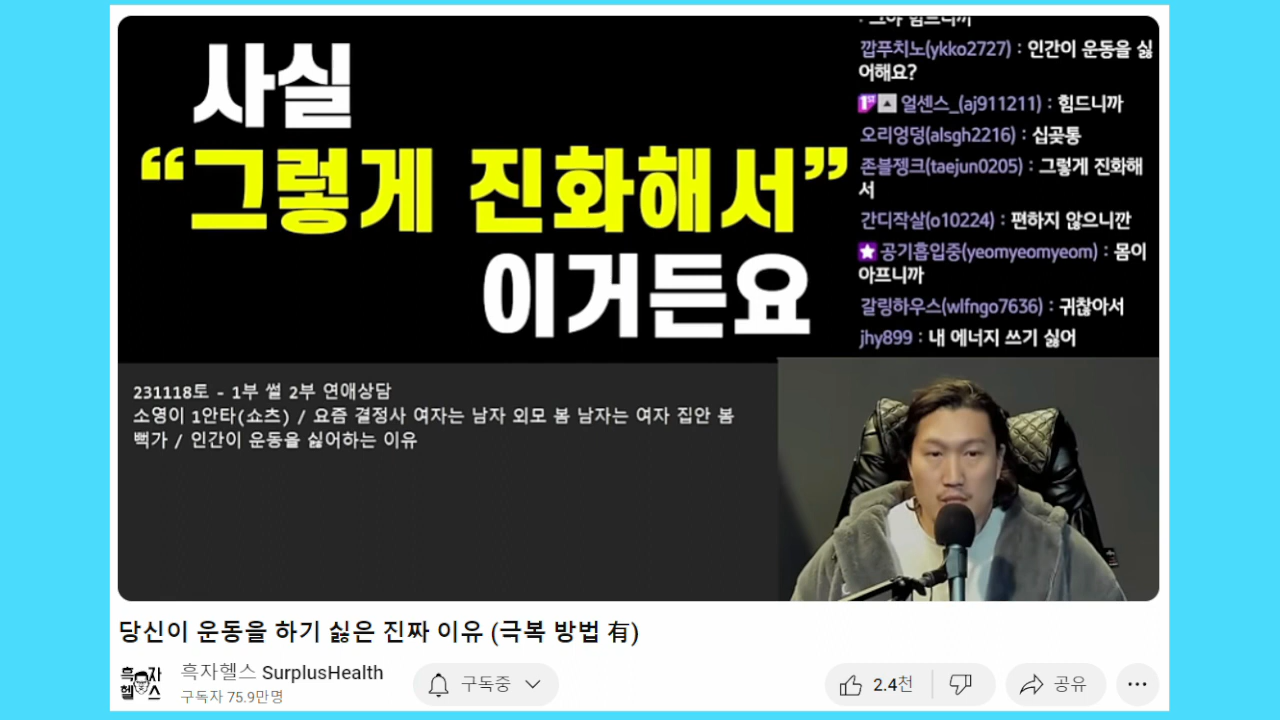 사실
“그렇게 진화해서”
이거든요
깝푸치노(ykko2727) : 인간이 운동을 싫
어해요?
1ST 얼센스_(aj911211) : 힘드니까
오리엉덩(alsgh2216) : 십곶통
존블젱크(taejun0205) : 그렇게 진화해
서
간디작살(o10224) : 편하지 않으니깐
공기흡입중(yeomyeomyeom) : 몸이
아프니까
갈링하우스(wlfngo7636) : 귀찮아서
jhy899 : 내 에너지 쓰기 싫어
231118토 - 1부 썰 2부 연애상담
소영이 1안타(쇼츠) / 요즘 결정사 여자는 남자 외모 봄 남자는 여자 집안 봄
뻑가 / 인간이 운동을 싫어하는 이유
당신이 운동을 하기 싫은 진짜 이유 (극복 방법 有)
흑자
헬스
흑자헬스 SurplusHealth
구독자 75.9만명
구독중
2.4천
공유